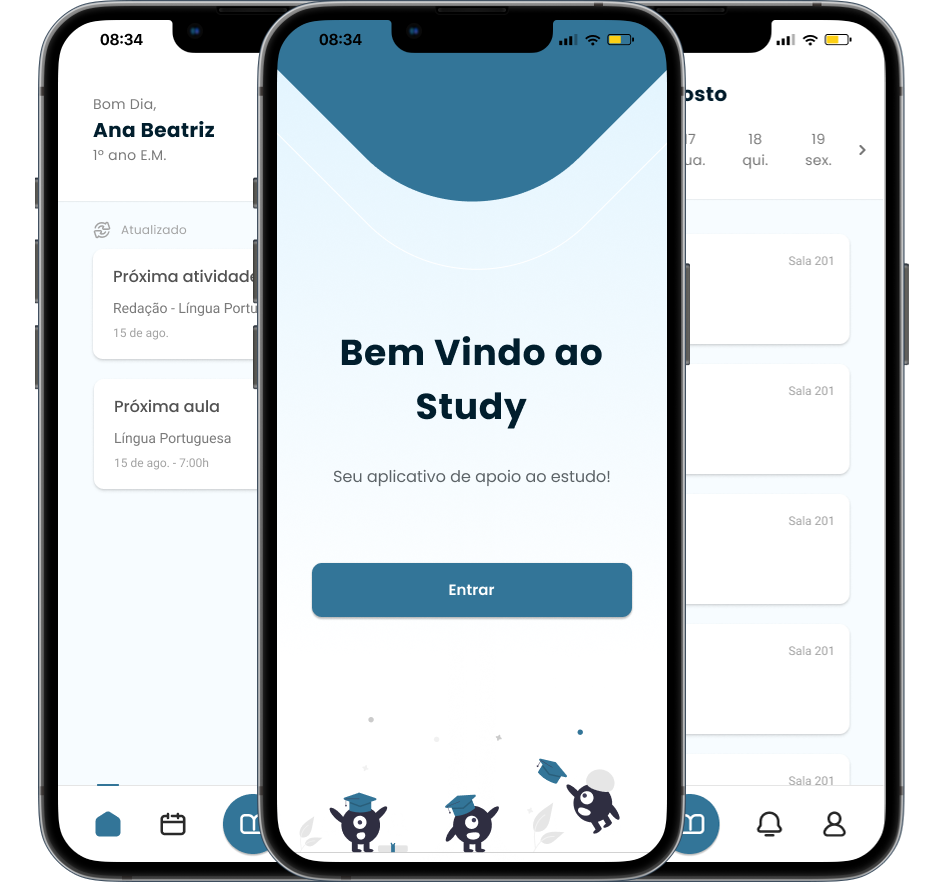 08:34
Bom Dia,
Ana Beatriz
1º ano E.M.
Atualizado
Próxima atividade
Redação - Língua Portu
15 de ago.
Próxima aula
Língua Portuguesa
15 de ago. - 7:00h
08:34
Bem Vindo ao
Study
Seu aplicativo de apoio ao estudo!
Entrar
osto
17 18 19
ua. qui. sex.
Sala 201
Sala 201
Sala 201
Sala 201
Sala 201